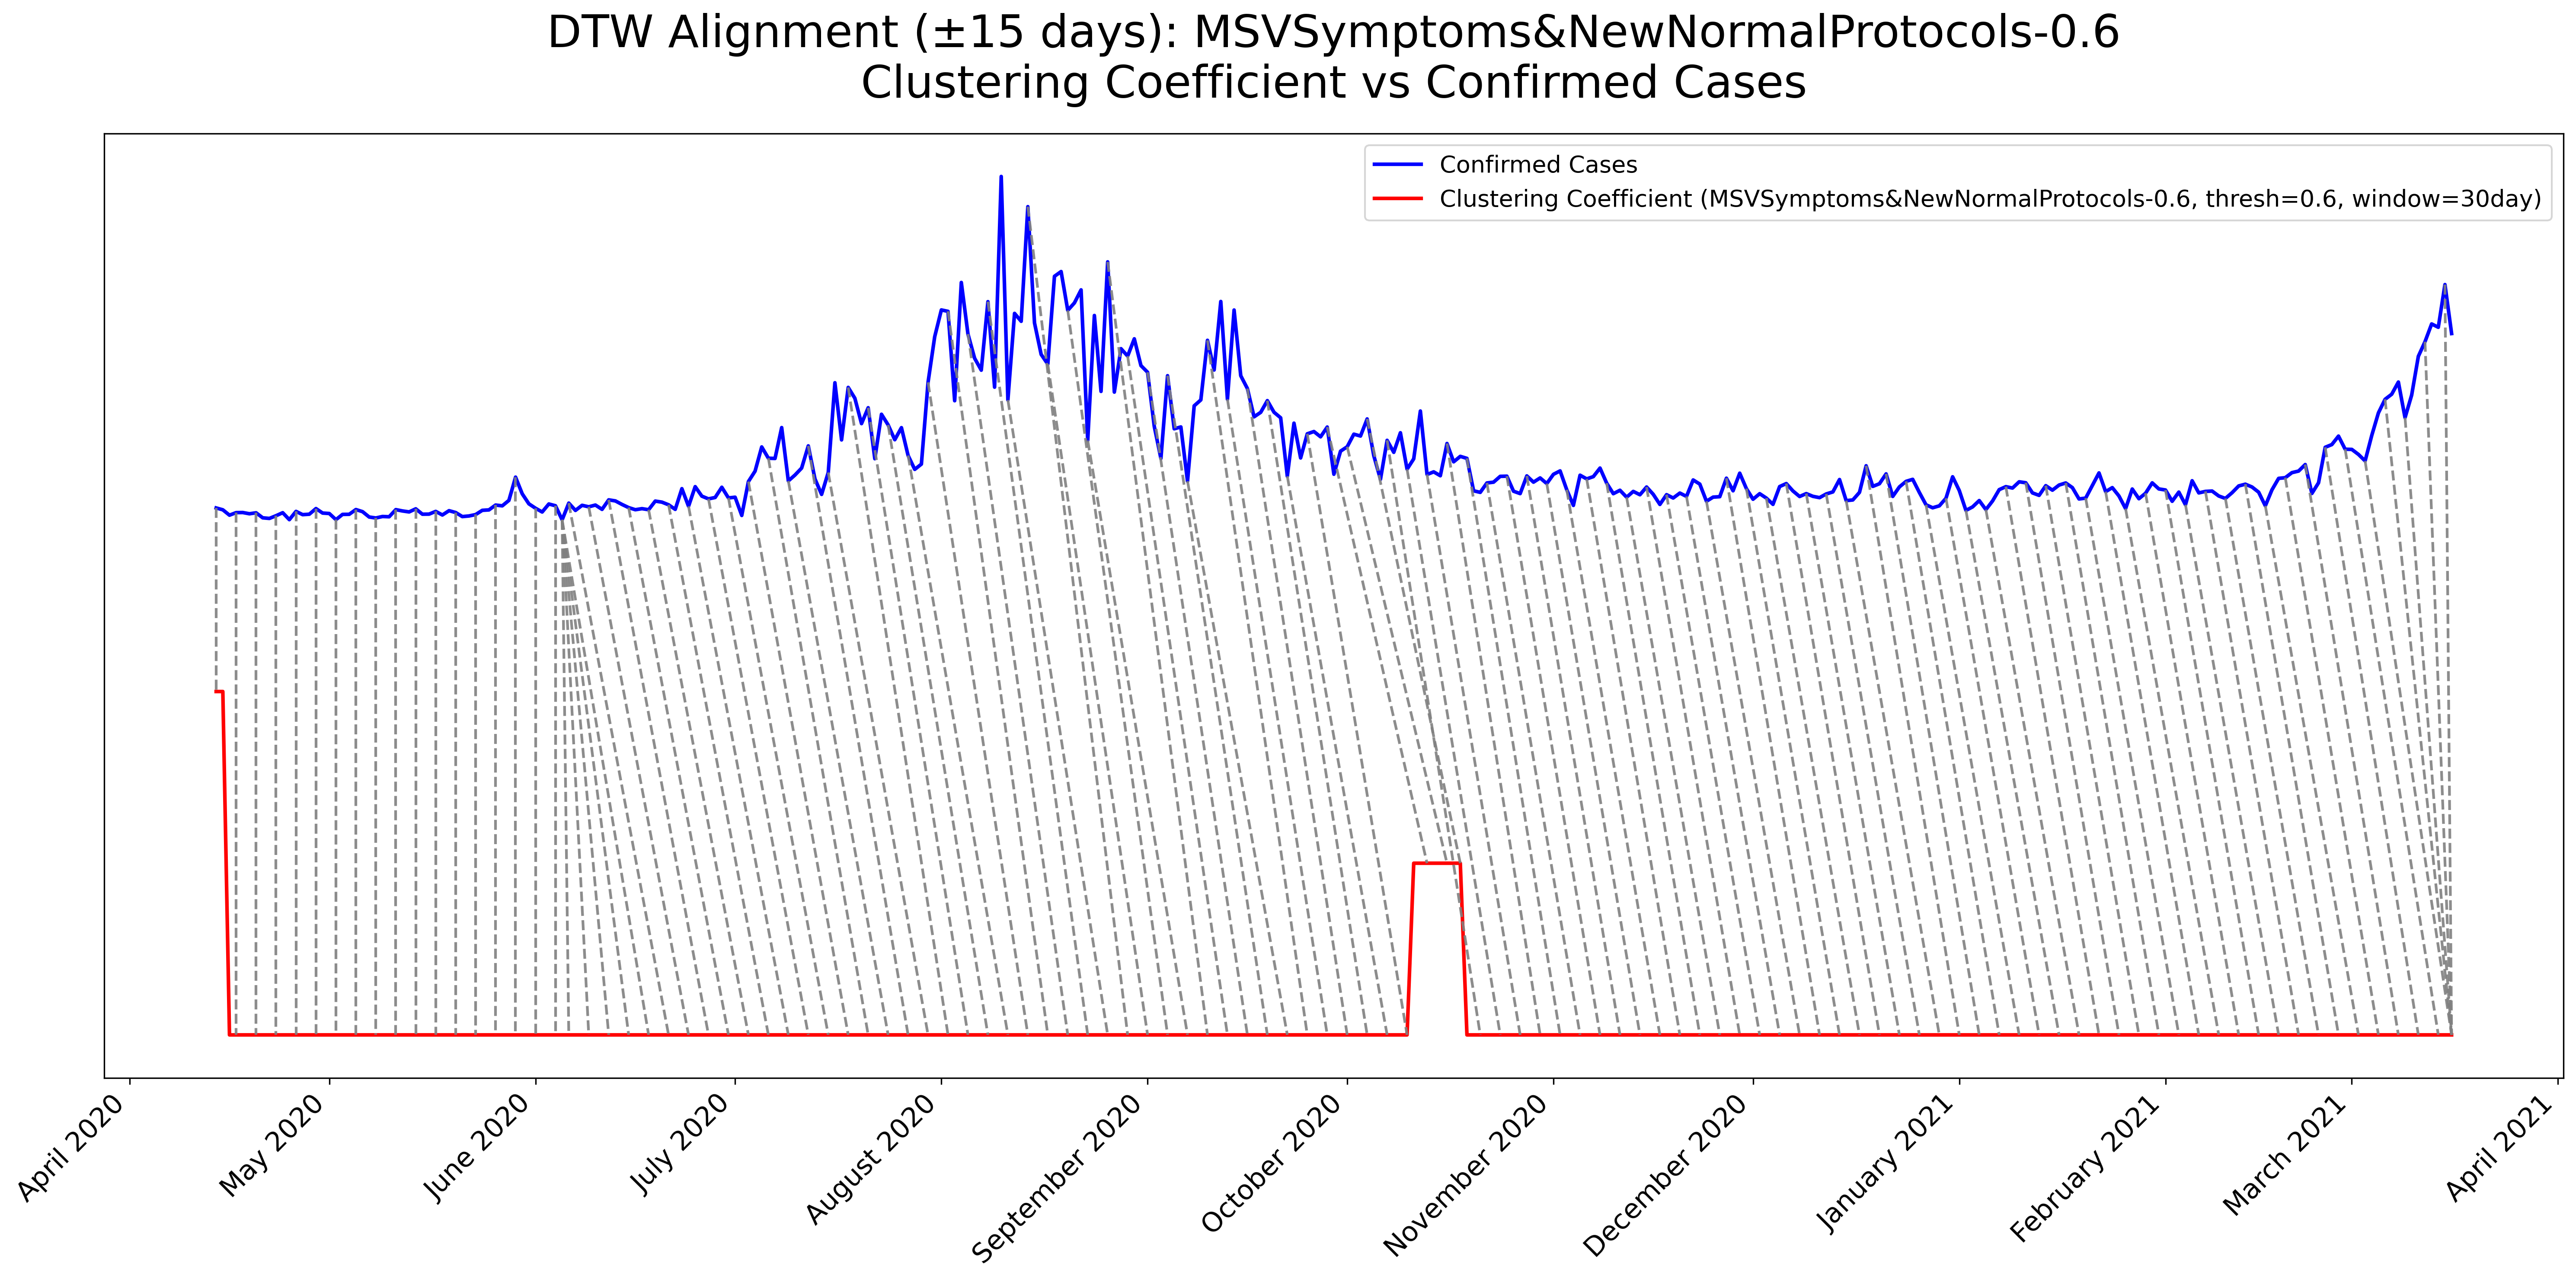 DTW Alignment (±15 days): MSVSymptoms&NewNormalProtocols-0.6
Clustering Coefficient vs Confirmed Cases
Confirmed Cases
Clustering Coefficient (MSVSymptoms&NewNormalProtocols-0.6, thresh=0.6, window=30day)
April 2020
May 2020
June 2020
July 2020
August 2020
September 2020
October 2020
November 2020
December 2020
January 2021
February 2021
March 2021
April 2021